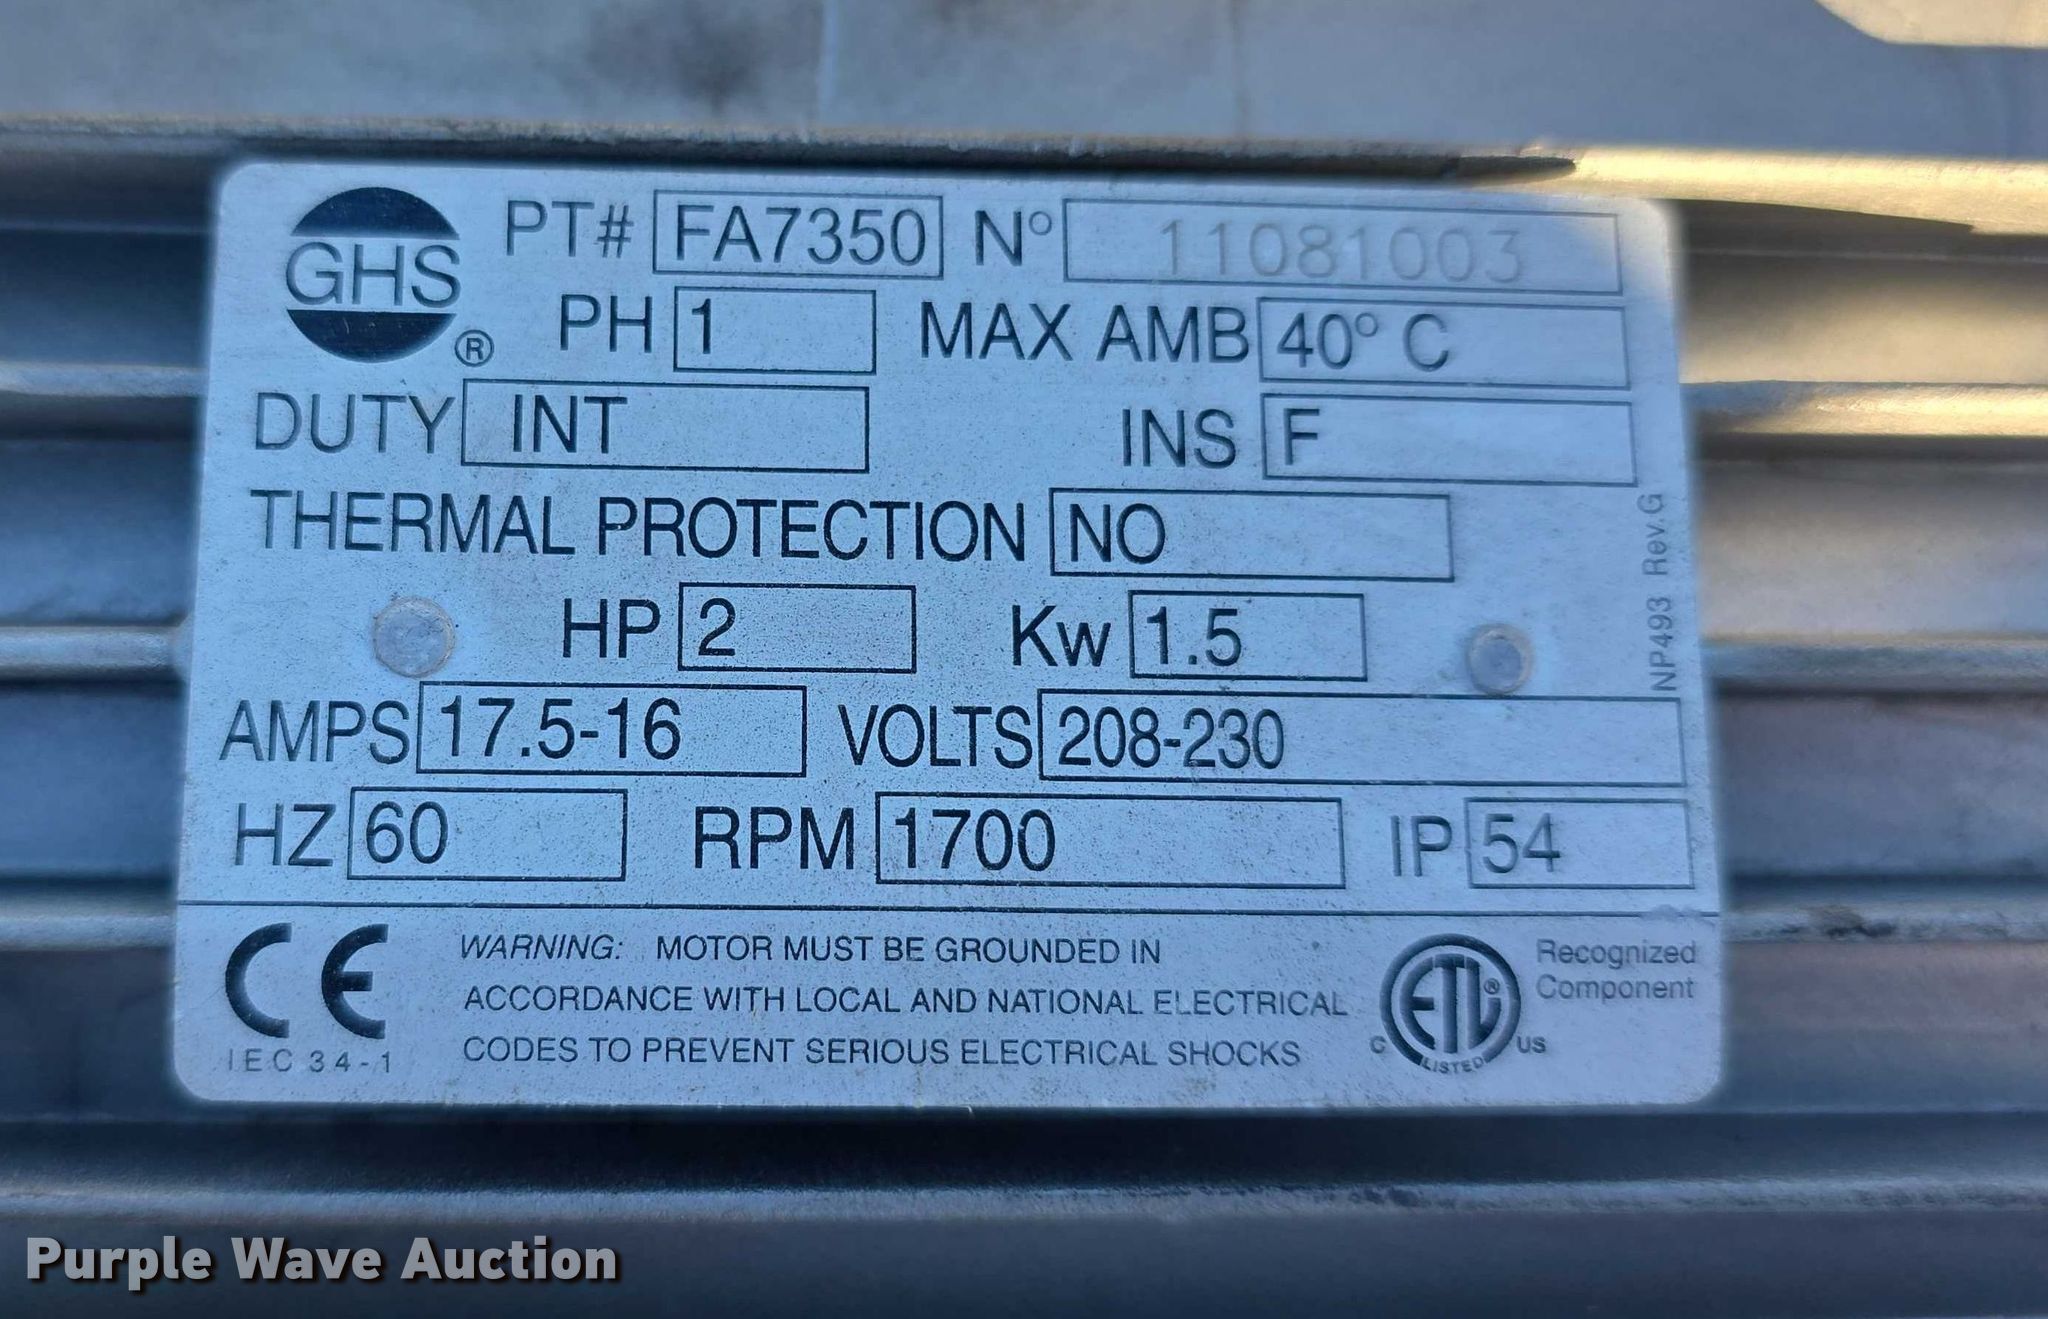 GHS® PT# FA7350 N° 11081003
PH 1 MAX AMB 40° C
DUTY INT INS F
THERMAL PROTECTION NO
HP 2 Kw 1.5
AMPS 17.5-16 VOLTS 208-230
HZ 60 RPM 1700 IP 54
NP493 Rev.G
CE
IEC 34-1
WARNING: MOTOR MUST BE GROUNDED IN
ACCORDANCE WITH LOCAL AND NATIONAL ELECTRICAL
CODES TO PREVENT SERIOUS ELECTRICAL SHOCKS
C ETL® US
LISTED
Recognized
Component
Purple Wave Auction